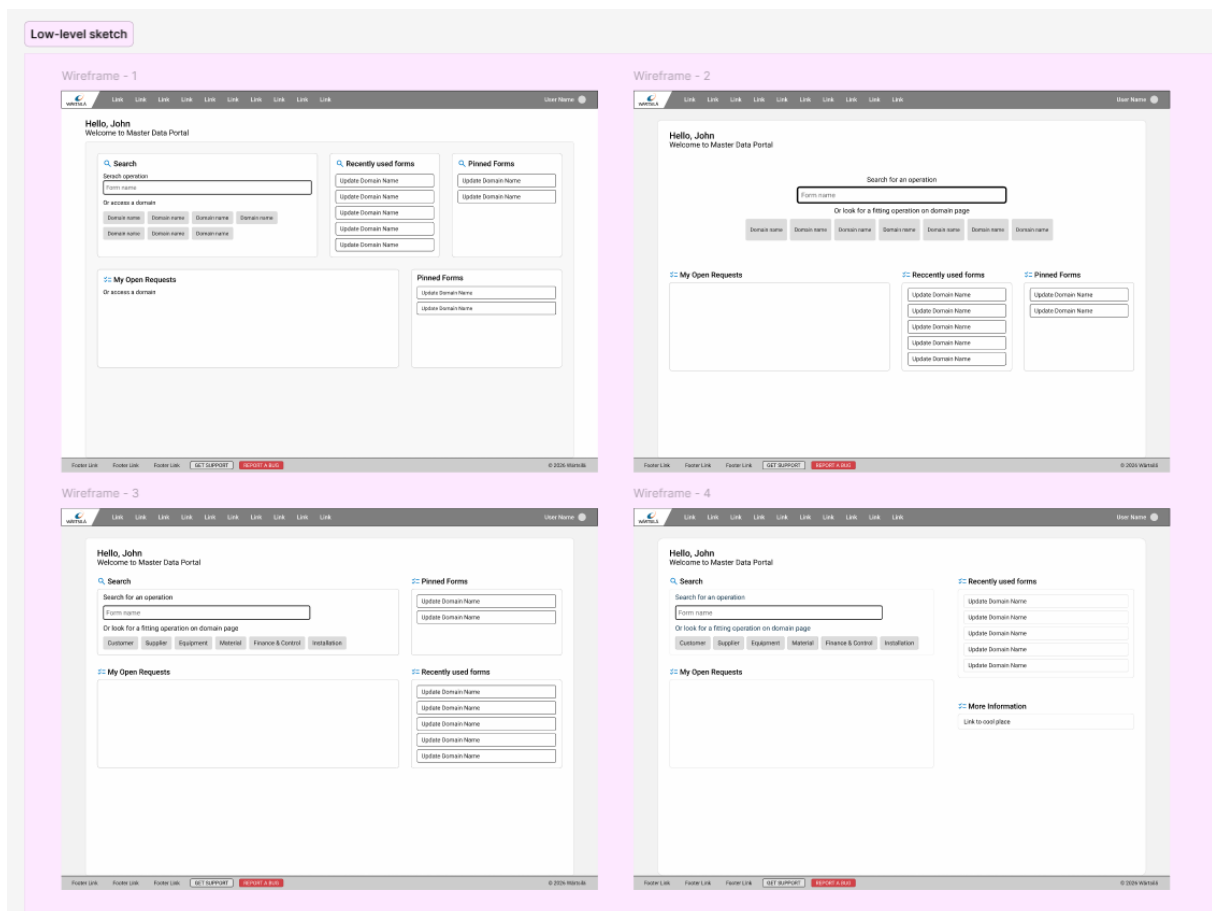 Low-level sketch
Wireframe - 1
WÄRTSILÄ Link Link Link Link Link Link Link Link Link Link User Name
Hello, John
Welcome to Master Data Portal
Search
Serach operation
Form name
Or access a domain
Domain name Domain name Domain name Domain name
Domain name Domain name Domain name
Recently used forms
Update Domain Name
Update Domain Name
Update Domain Name
Update Domain Name
Update Domain Name
Pinned Forms
Update Domain Name
Update Domain Name
My Open Requests
Or access a domain
Pinned Forms
Update Domain Name
Update Domain Name
Footer Link Footer Link Footer Link GET SUPPORT REPORT A BUG © 2026 Wärtsilä
Wireframe - 2
WÄRTSILÄ Link Link Link Link Link Link Link Link Link Link User Name
Hello, John
Welcome to Master Data Portal
Search for an operation
Form name
Or look for a fitting operation on domain page
Domain name Domain name Domain name Domain name Domain name Domain name Domain name
My Open Requests
Reccently used forms
Update Domain Name
Update Domain Name
Update Domain Name
Update Domain Name
Update Domain Name
Pinned Forms
Update Domain Name
Update Domain Name
Footer Link Footer Link Footer Link GET SUPPORT REPORT A BUG © 2026 Wärtsilä
Wireframe - 3
WÄRTSILÄ Link Link Link Link Link Link Link Link Link Link User Name
Hello, John
Welcome to Master Data Portal
Search
Search for an operation
Form name
Or look for a fitting operation on domain page
Customer Supplier Equipment Material Finance & Control Installation
Pinned Forms
Update Domain Name
Update Domain Name
My Open Requests
Recently used forms
Update Domain Name
Update Domain Name
Update Domain Name
Update Domain Name
Update Domain Name
Footer Link Footer Link Footer Link GET SUPPORT REPORT A BUG © 2026 Wärtsilä
Wireframe - 4
WÄRTSILÄ Link Link Link Link Link Link Link Link Link Link User Name
Hello, John
Welcome to Master Data Portal
Search
Search for an operation
Form name
Or look for a fitting operation on domain page
Customer Supplier Equipment Material Finance & Control Installation
Recently used forms
Update Domain Name
Update Domain Name
Update Domain Name
Update Domain Name
Update Domain Name
My Open Requests
More Information
Link to cool place
Footer Link Footer Link Footer Link GET SUPPORT REPORT A BUG © 2026 Wärtsilä